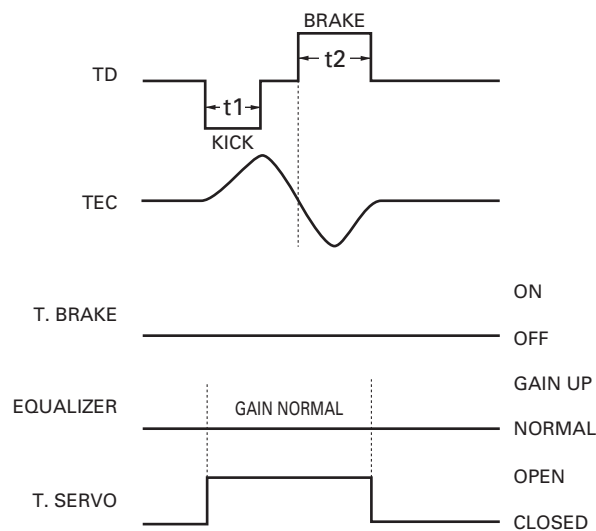 BRAKE
TD
t2
t1
KICK
TEC
ON
T. BRAKE
OFF
GAIN UP
EQUALIZER
GAIN NORMAL
NORMAL
OPEN
T. SERVO
CLOSED